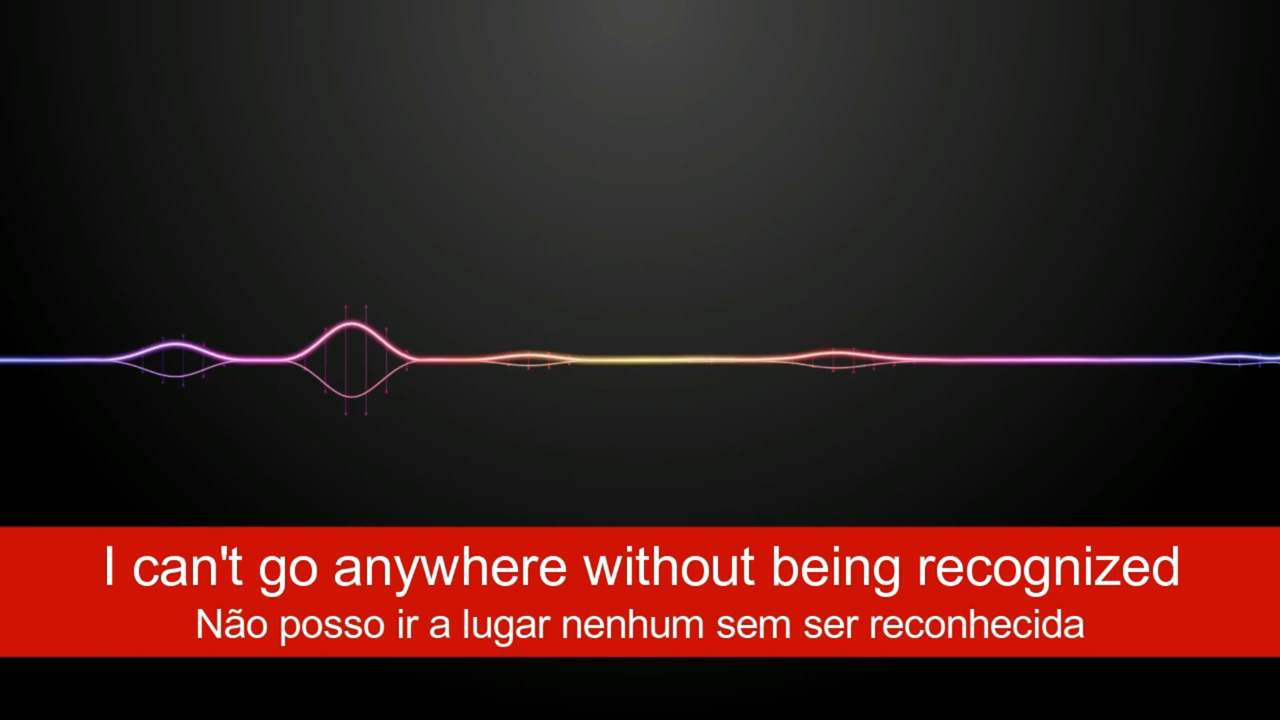 I can't go anywhere without being recognized
Não posso ir a lugar nenhum sem ser reconhecida